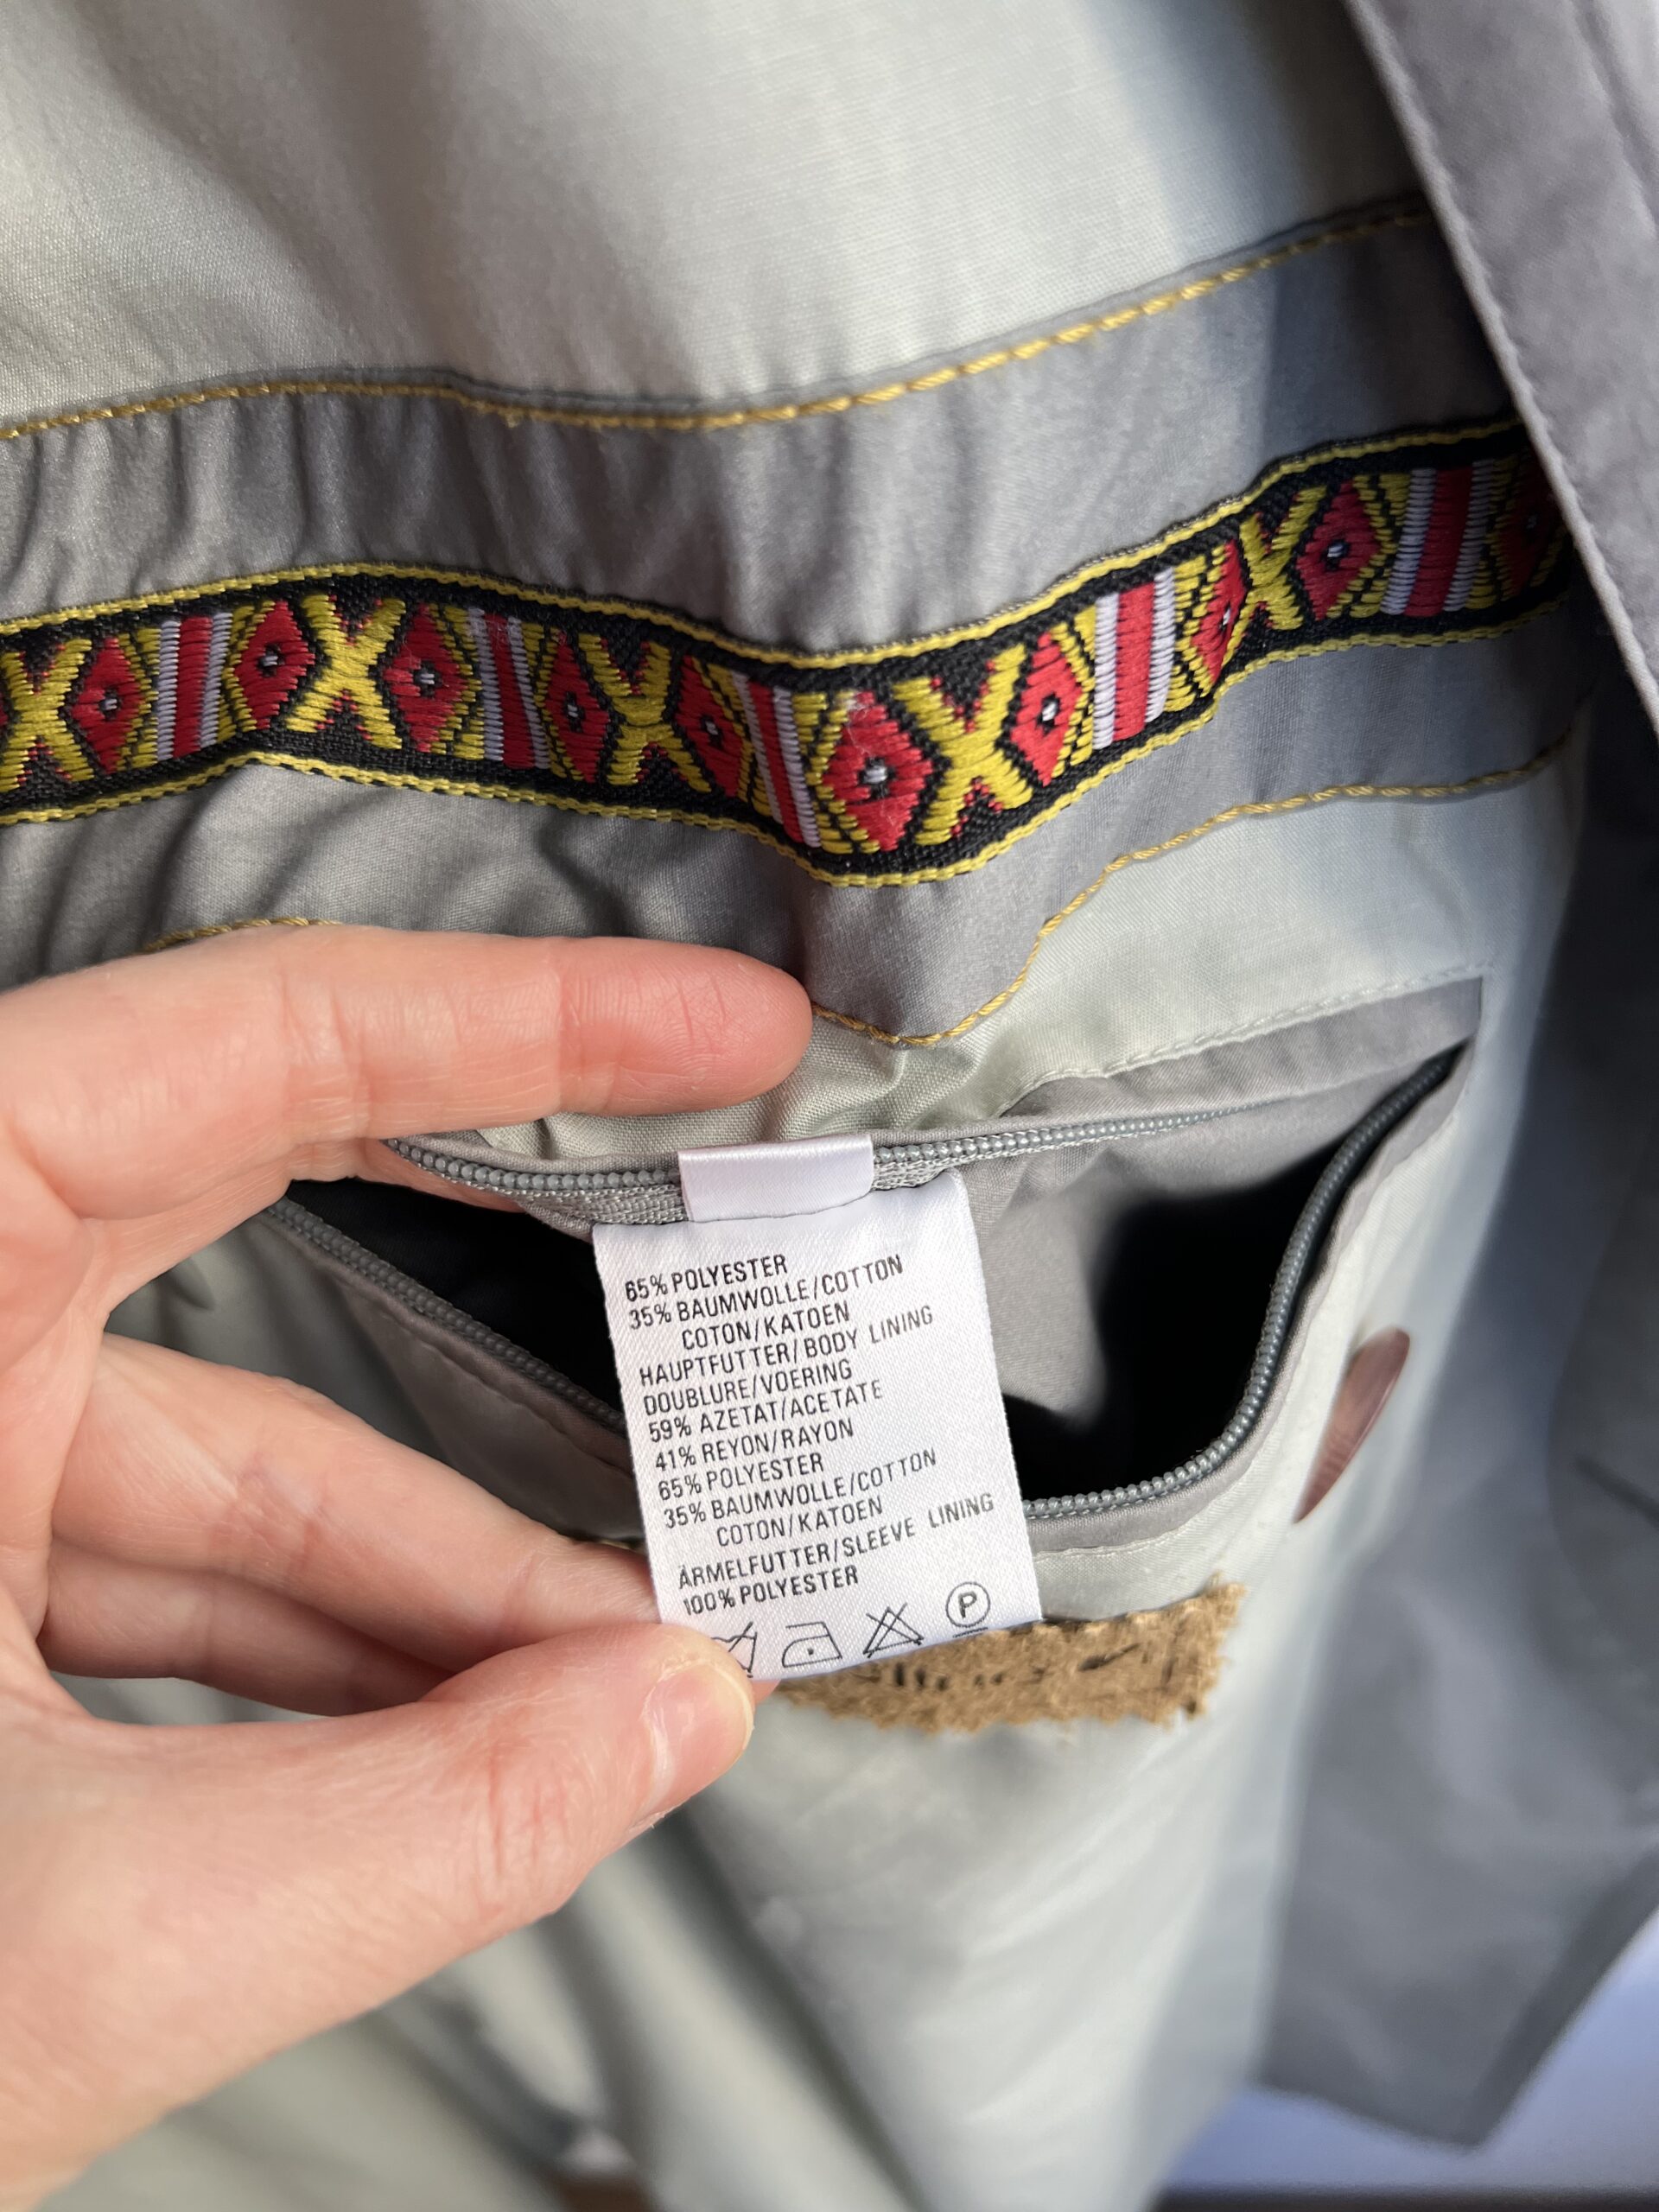 65% POLYESTER
35% BAUMWOLLE/COTTON
COTON/KATOEN
HAUPTFUTTER/BODY LINING
DOUBLURE/VOERING
59% AZETAT/ACETATE
41% REYON/RAYON
65% POLYESTER
35% BAUMWOLLE/COTTON
COTON/KATOEN
ÄRMELFUTTER/SLEEVE LINING
100% POLYESTER
P